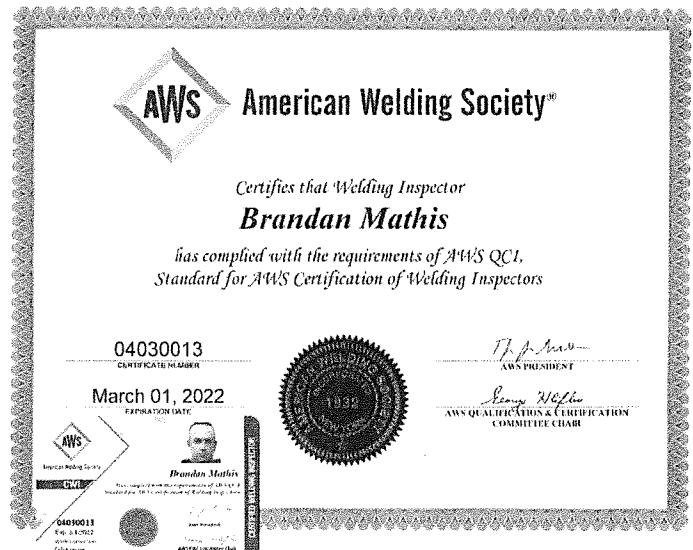 AWS American Welding Society®
Certifies that Welding Inspector
Brandan Mathis
has complied with the requirements of AWS QC1,
Standard for AWS Certification of Welding Inspectors
04030013
CERTIFICATE NUMBER
March 01, 2022
EXPIRATION DATE
AWS PRESIDENT
AWS QUALIFICATION & CERTIFICATION
COMMITTEE CHAIR
1935
AWS
American Welding Society
CWI
Brandan Mathis
04030013